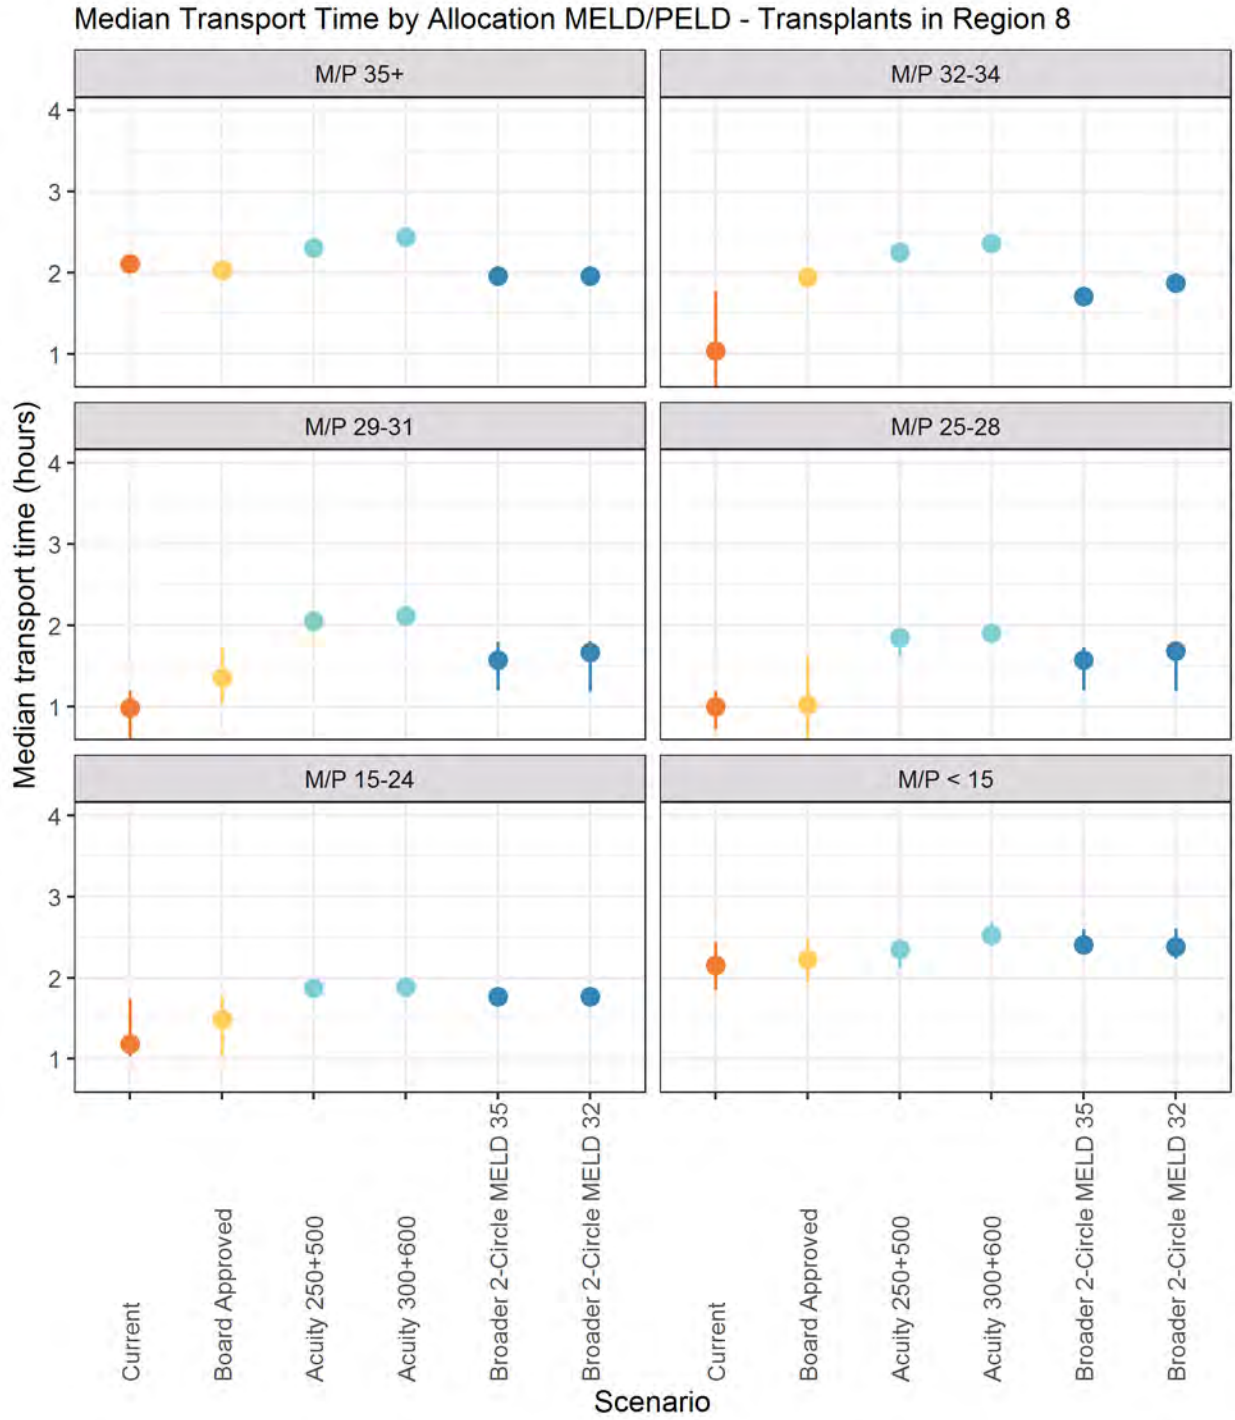 Median Transport Time by Allocation MELD/PELD - Transplants in Region 8
M/P 35+
M/P 32-34
4
3
2
1
M/P 29-31
M/P 25-28
4
3
2
1
M/P 15-24
M/P < 15
4
3
2
1
Median transport time (hours)
Current
Board Approved
Acuity 250+500
Acuity 300+600
Broader 2-Circle MELD 35
Broader 2-Circle MELD 32
Current
Board Approved
Acuity 250+500
Acuity 300+600
Broader 2-Circle MELD 35
Broader 2-Circle MELD 32
Scenario